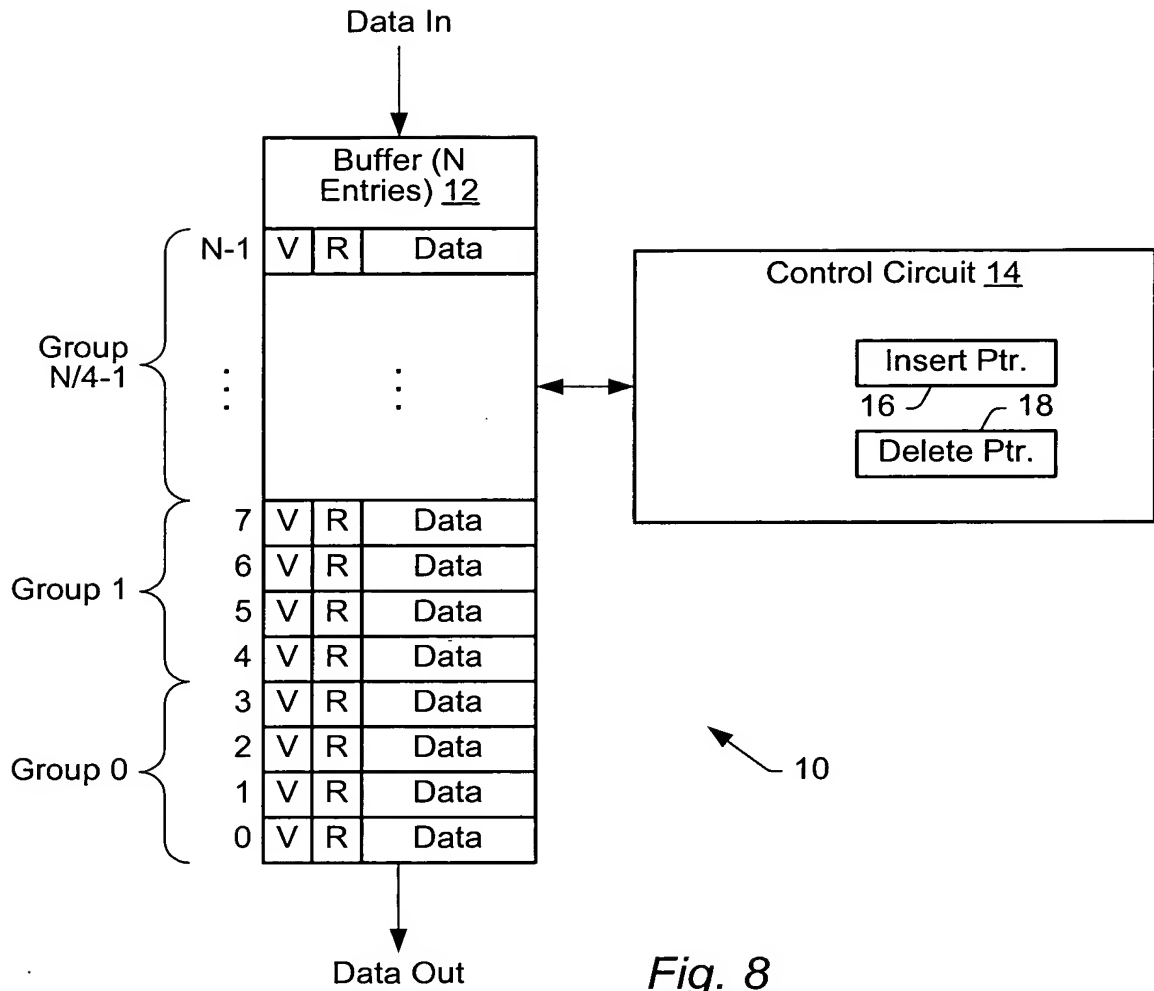 Data In
Buffer (N
Entries) 12
N-1 V R Data
Control Circuit 14
Group
N/4-1
Insert Ptr.
16 18
Delete Ptr.
7 V R Data
6 V R Data
Group 1
5 V R Data
4 V R Data
3 V R Data
2 V R Data
Group 0
10
1 V R Data
0 V R Data
Data Out
Fig. 8